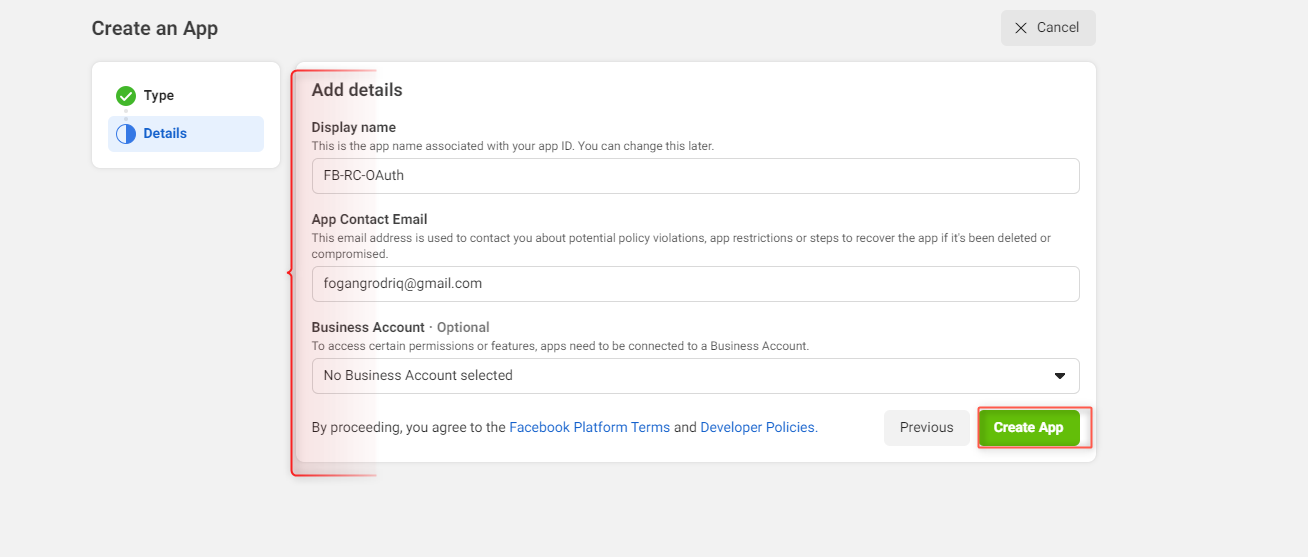 Create an App
Cancel
Type
Details
Add details
Display name
This is the app name associated with your app ID. You can change this later.
FB-RC-OAuth
App Contact Email
This email address is used to contact you about potential policy violations, app restrictions or steps to recover the app if it's been deleted or
compromised.
fogangrodriq@gmail.com
Business Account · Optional
To access certain permissions or features, apps need to be connected to a Business Account.
No Business Account selected
By proceeding, you agree to the Facebook Platform Terms and Developer Policies.
Previous
Create App